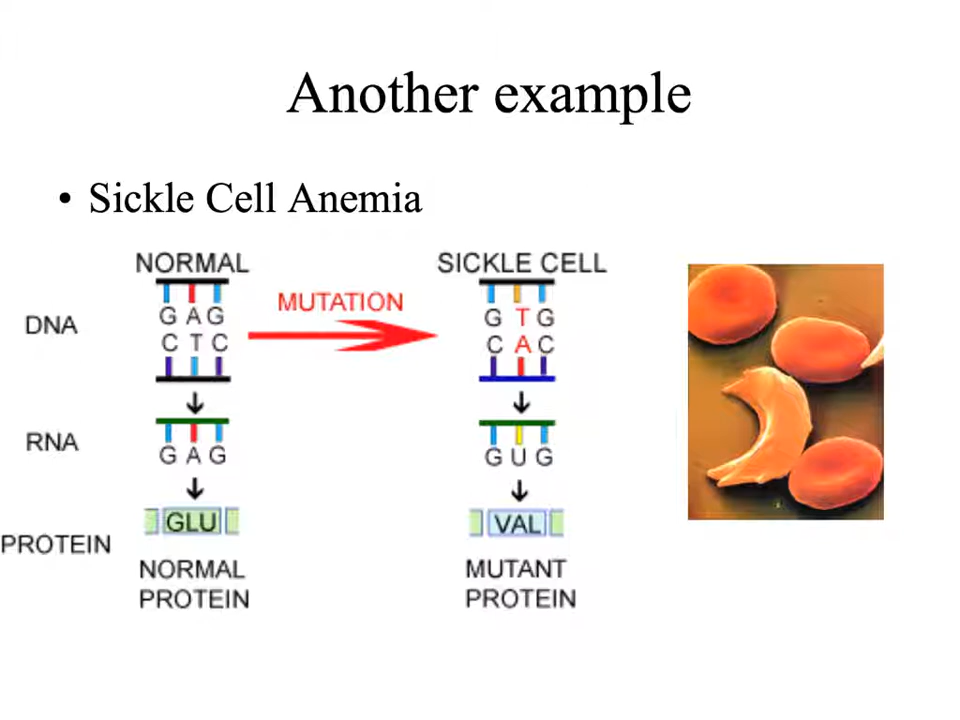 Another example
• Sickle Cell Anemia
NORMAL
SICKLE CELL
MUTATION
DNA
G A G
C T C
G T G
C A C
RNA
G A G
G U G
PROTEIN
GLU
VAL
NORMAL
PROTEIN
MUTANT
PROTEIN